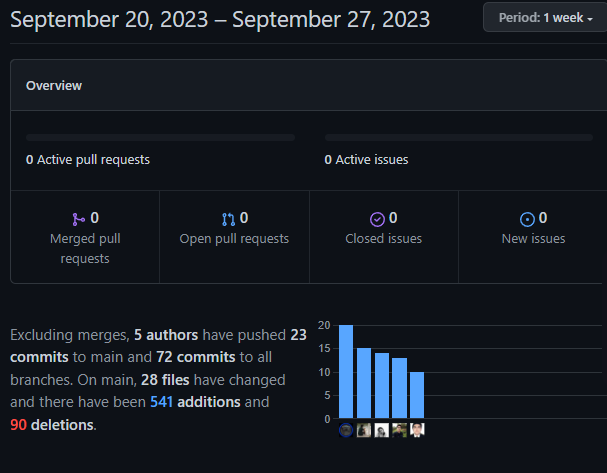 September 20, 2023 – September 27, 2023
Period: 1 week
Overview
0 Active pull requests
0 Active issues
0
Merged pull
requests
0
Open pull requests
0
Closed issues
0
New issues
Excluding merges, 5 authors have pushed 23
commits to main and 72 commits to all
branches. On main, 28 files have changed
and there have been 541 additions and
90 deletions.
20
15
10
5
0